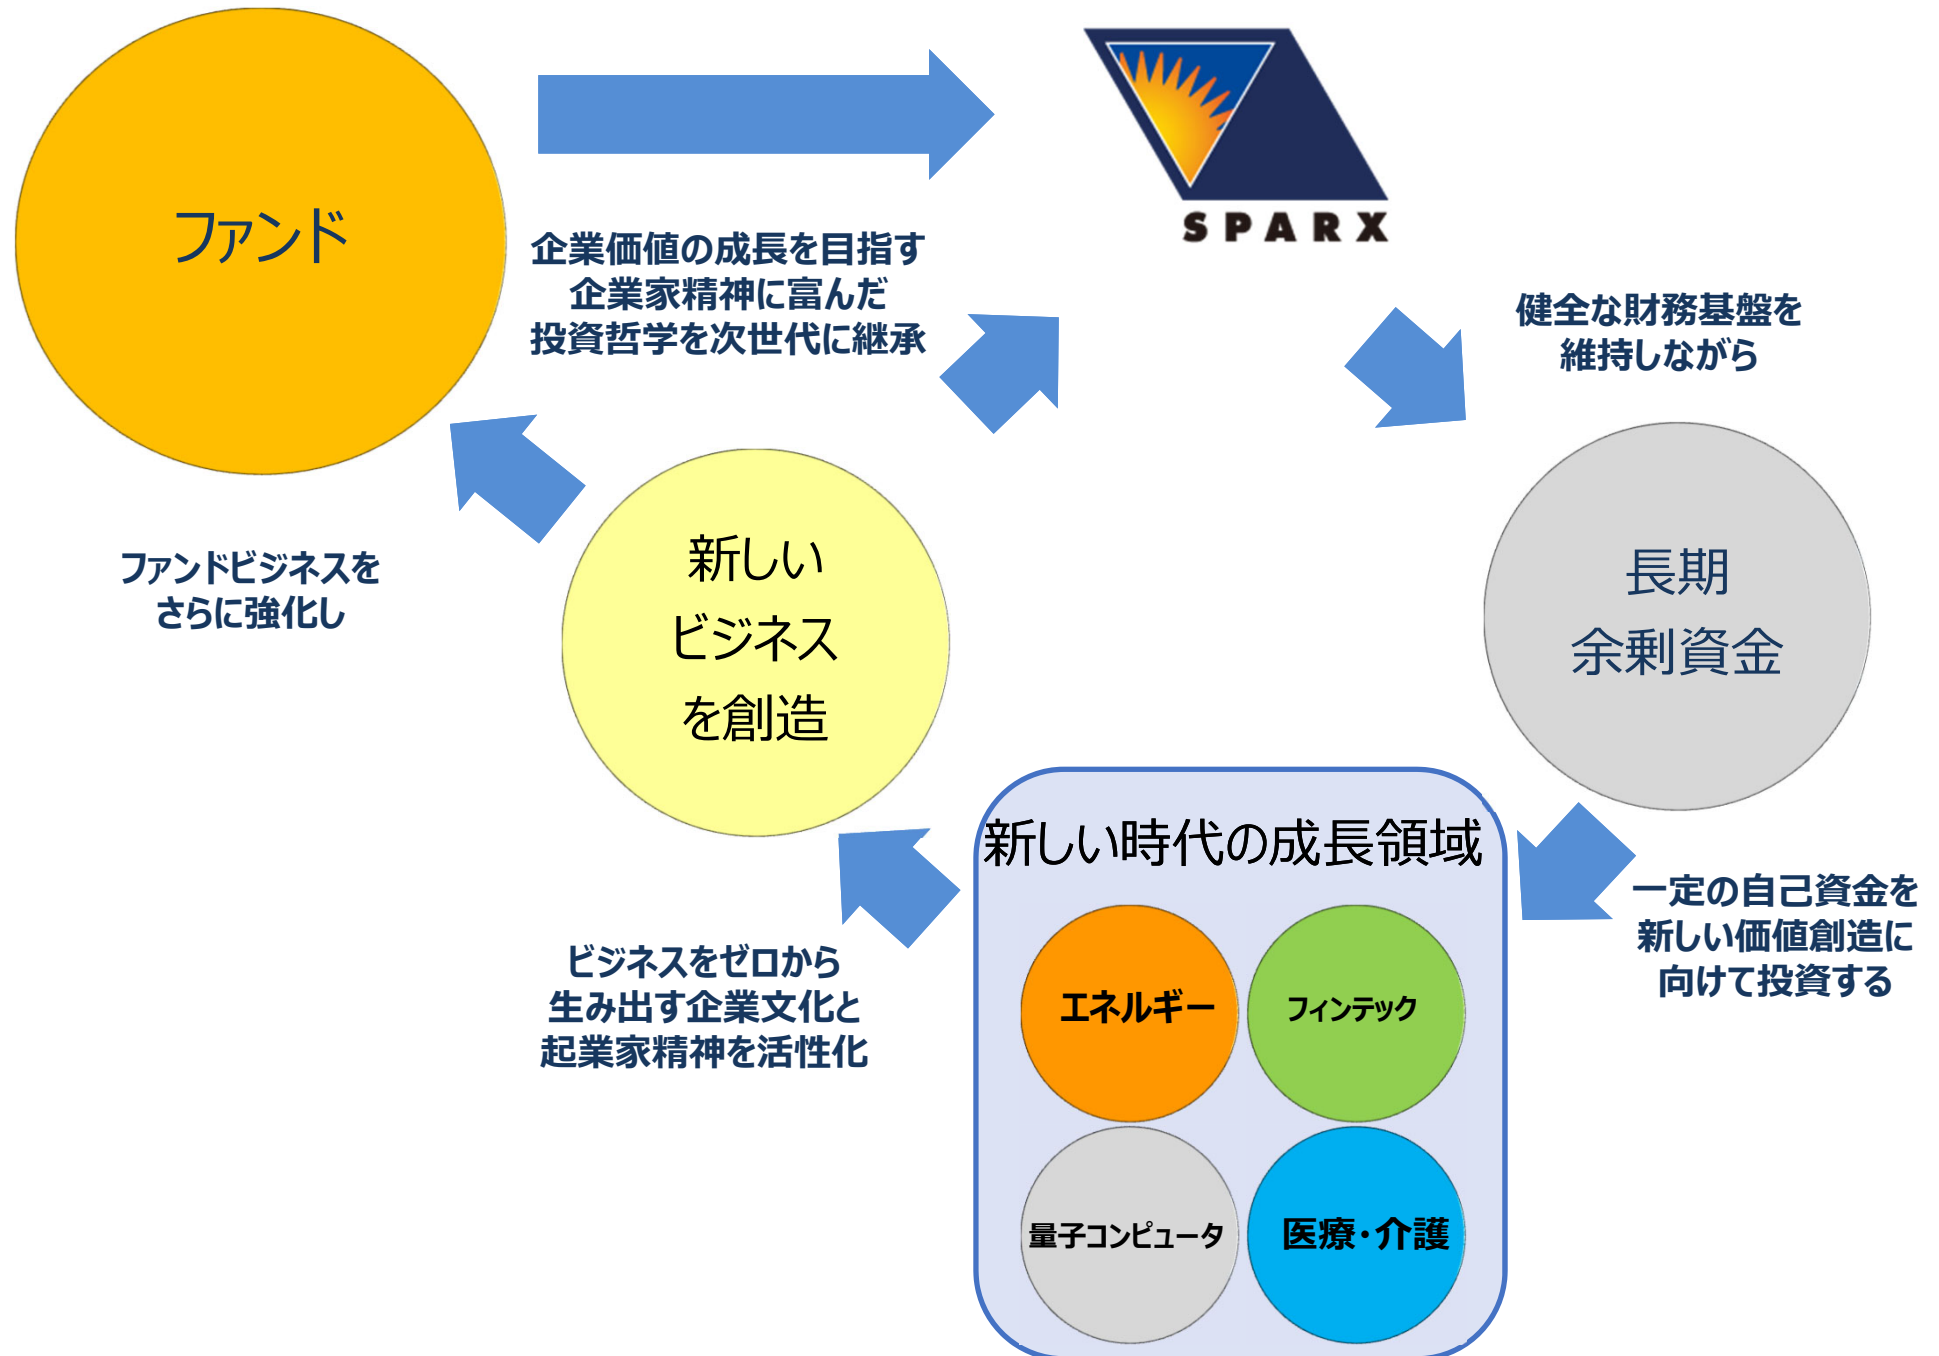 ファンド
SPARX
企業価値の成長を目指す
企業家精神に富んだ
投資哲学を次世代に継承
健全な財務基盤を
維持しながら
ファンドビジネスを
さらに強化し
新しい
ビジネス
を創造
長期
余剰資金
新しい時代の成長領域
一定の自己資金を
新しい価値創造に
向けて投資する
ビジネスをゼロから
生み出す企業文化と
起業家精神を活性化
エネルギー
フィンテック
量子コンピュータ
医療・介護